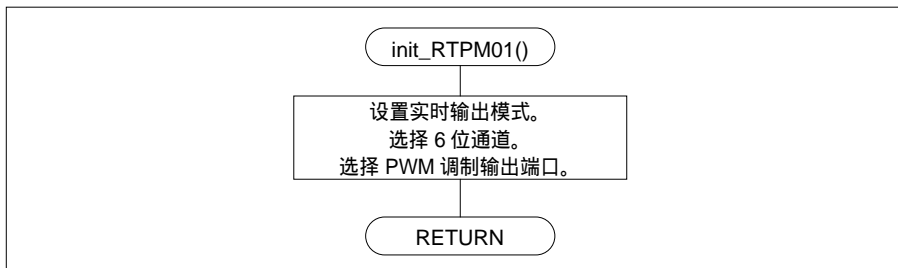 init_RTPM01()
设置实时输出模式。
选择 6 位通道。
选择 PWM 调制输出端口。
RETURN